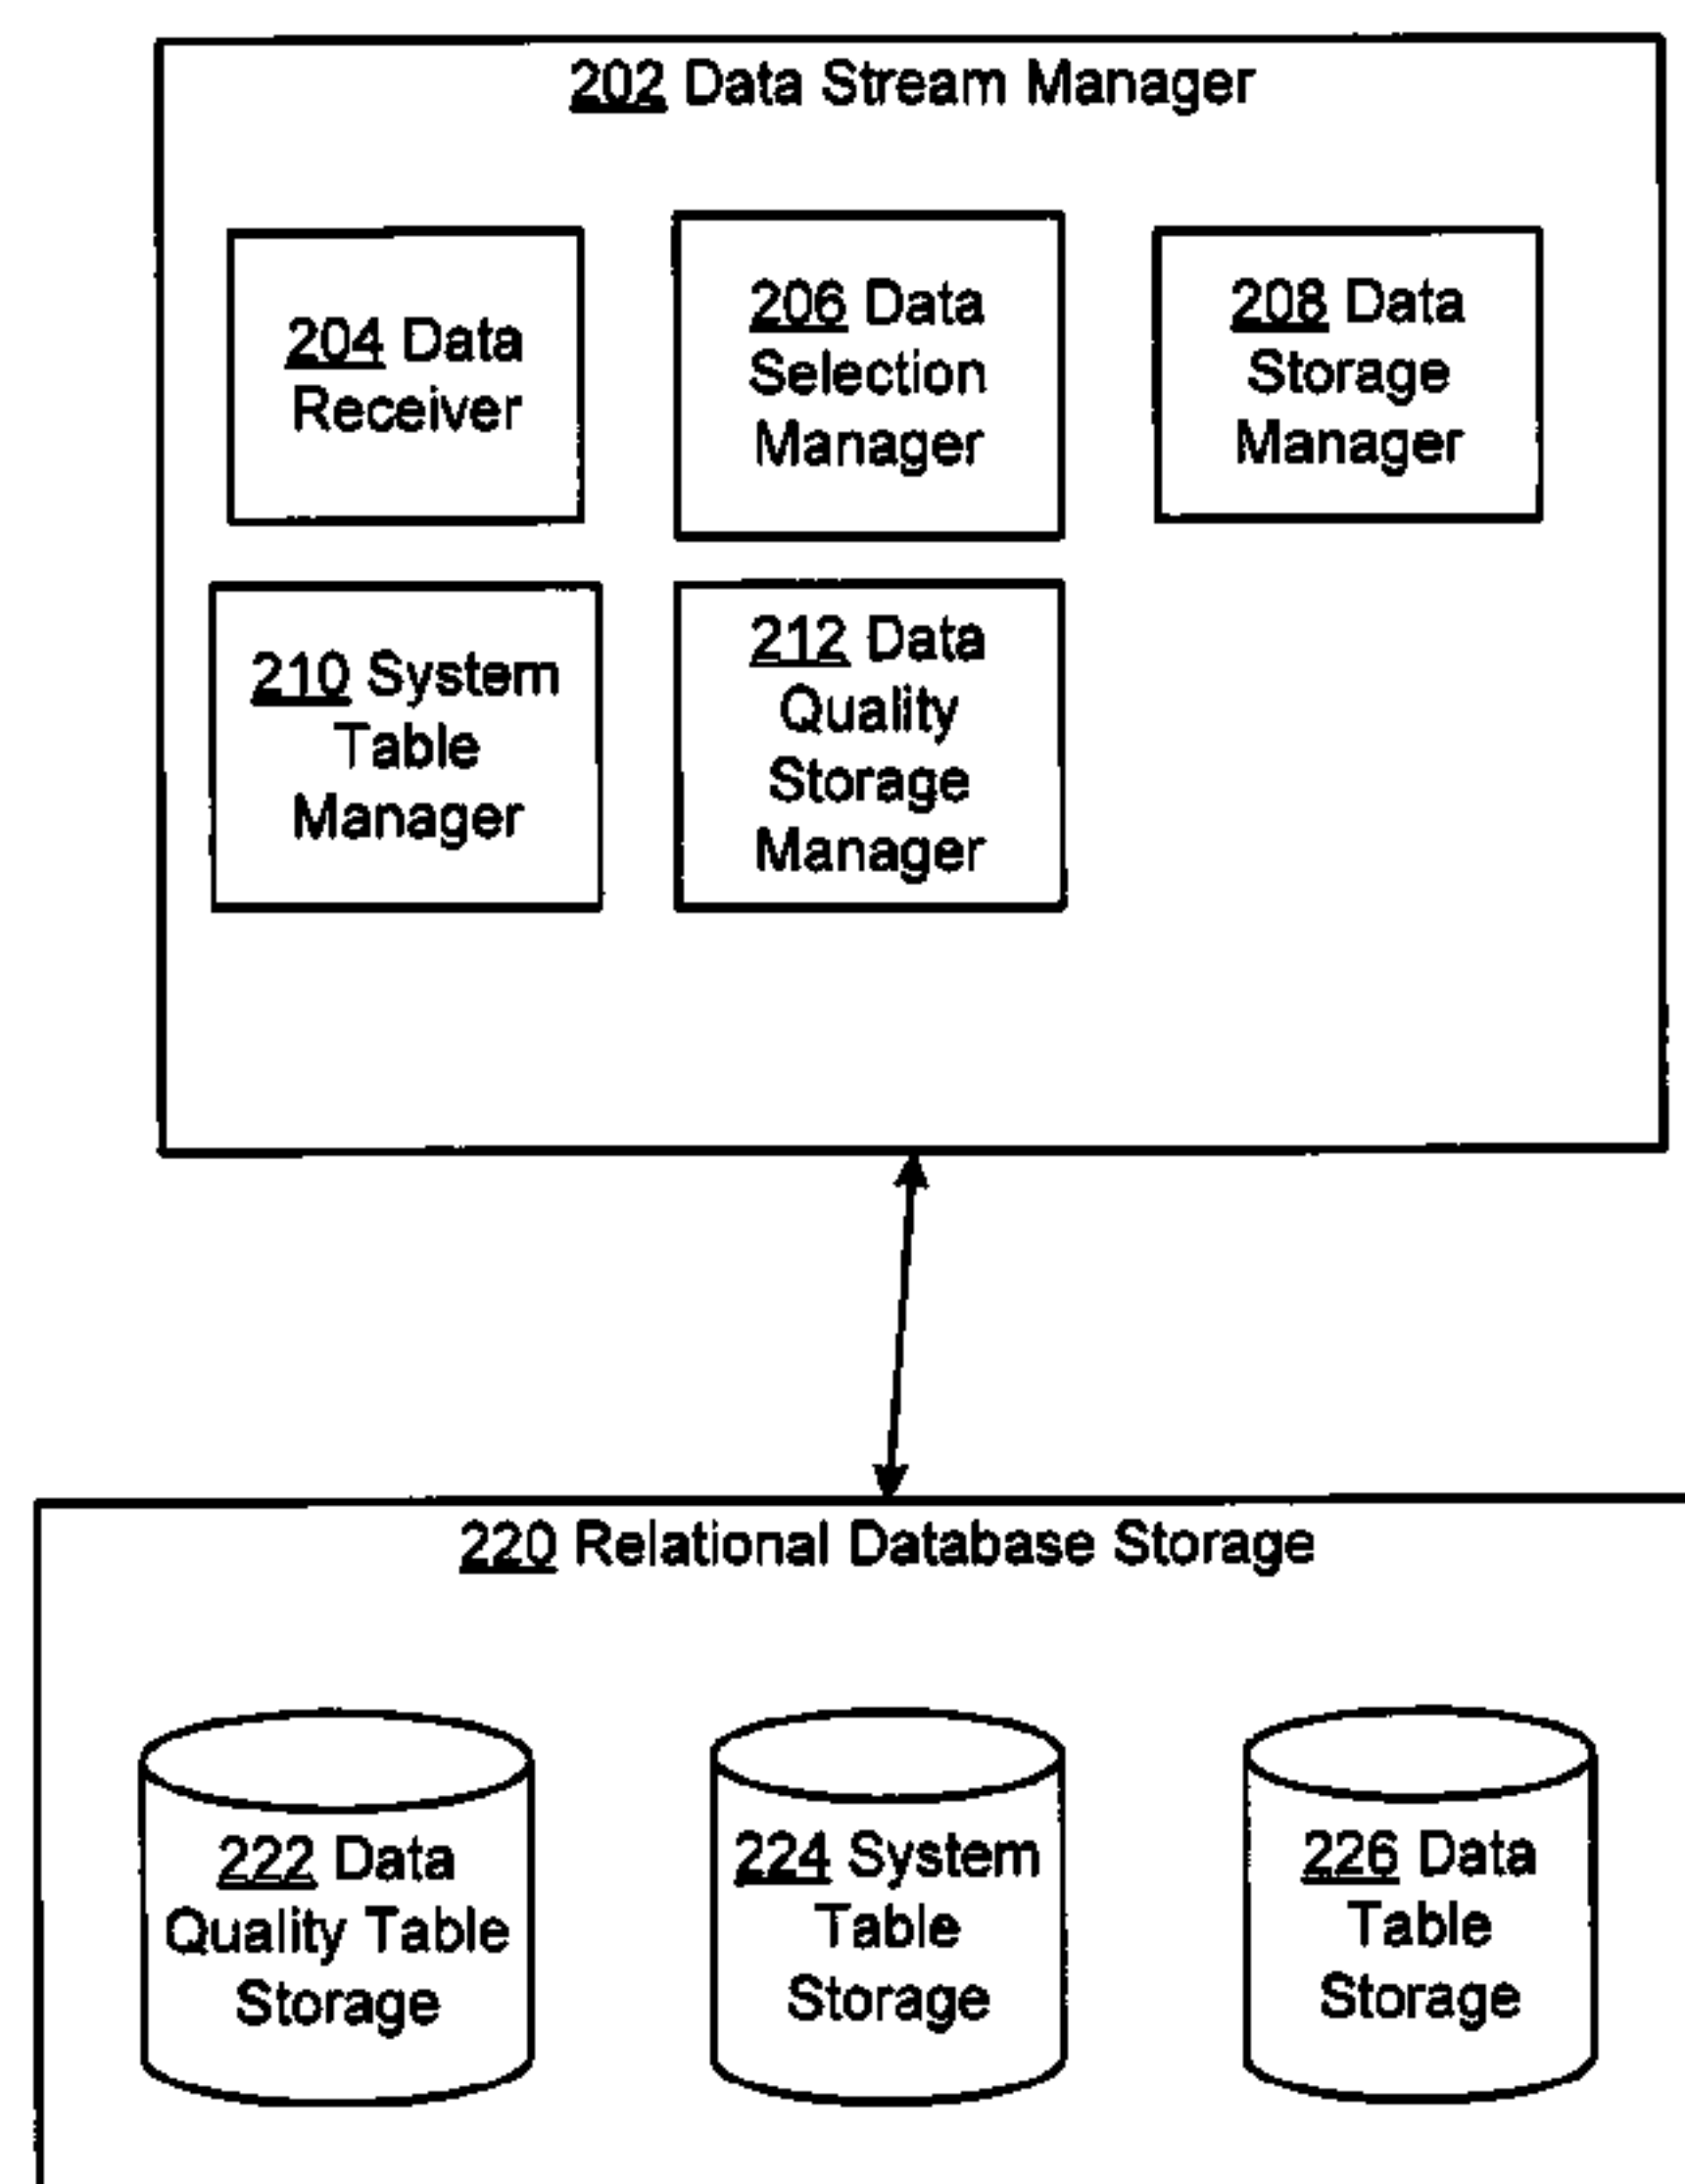 202 Data Stream Manager
204 Data
Receiver
206 Data
Selection
Manager
208 Data
Storage
Manager
210 System
Table
Manager
212 Data
Quality
Storage
Manager
220 Relational Database Storage
222 Data
Quality Table
Storage
224 System
Table
Storage
226 Data
Table
Storage